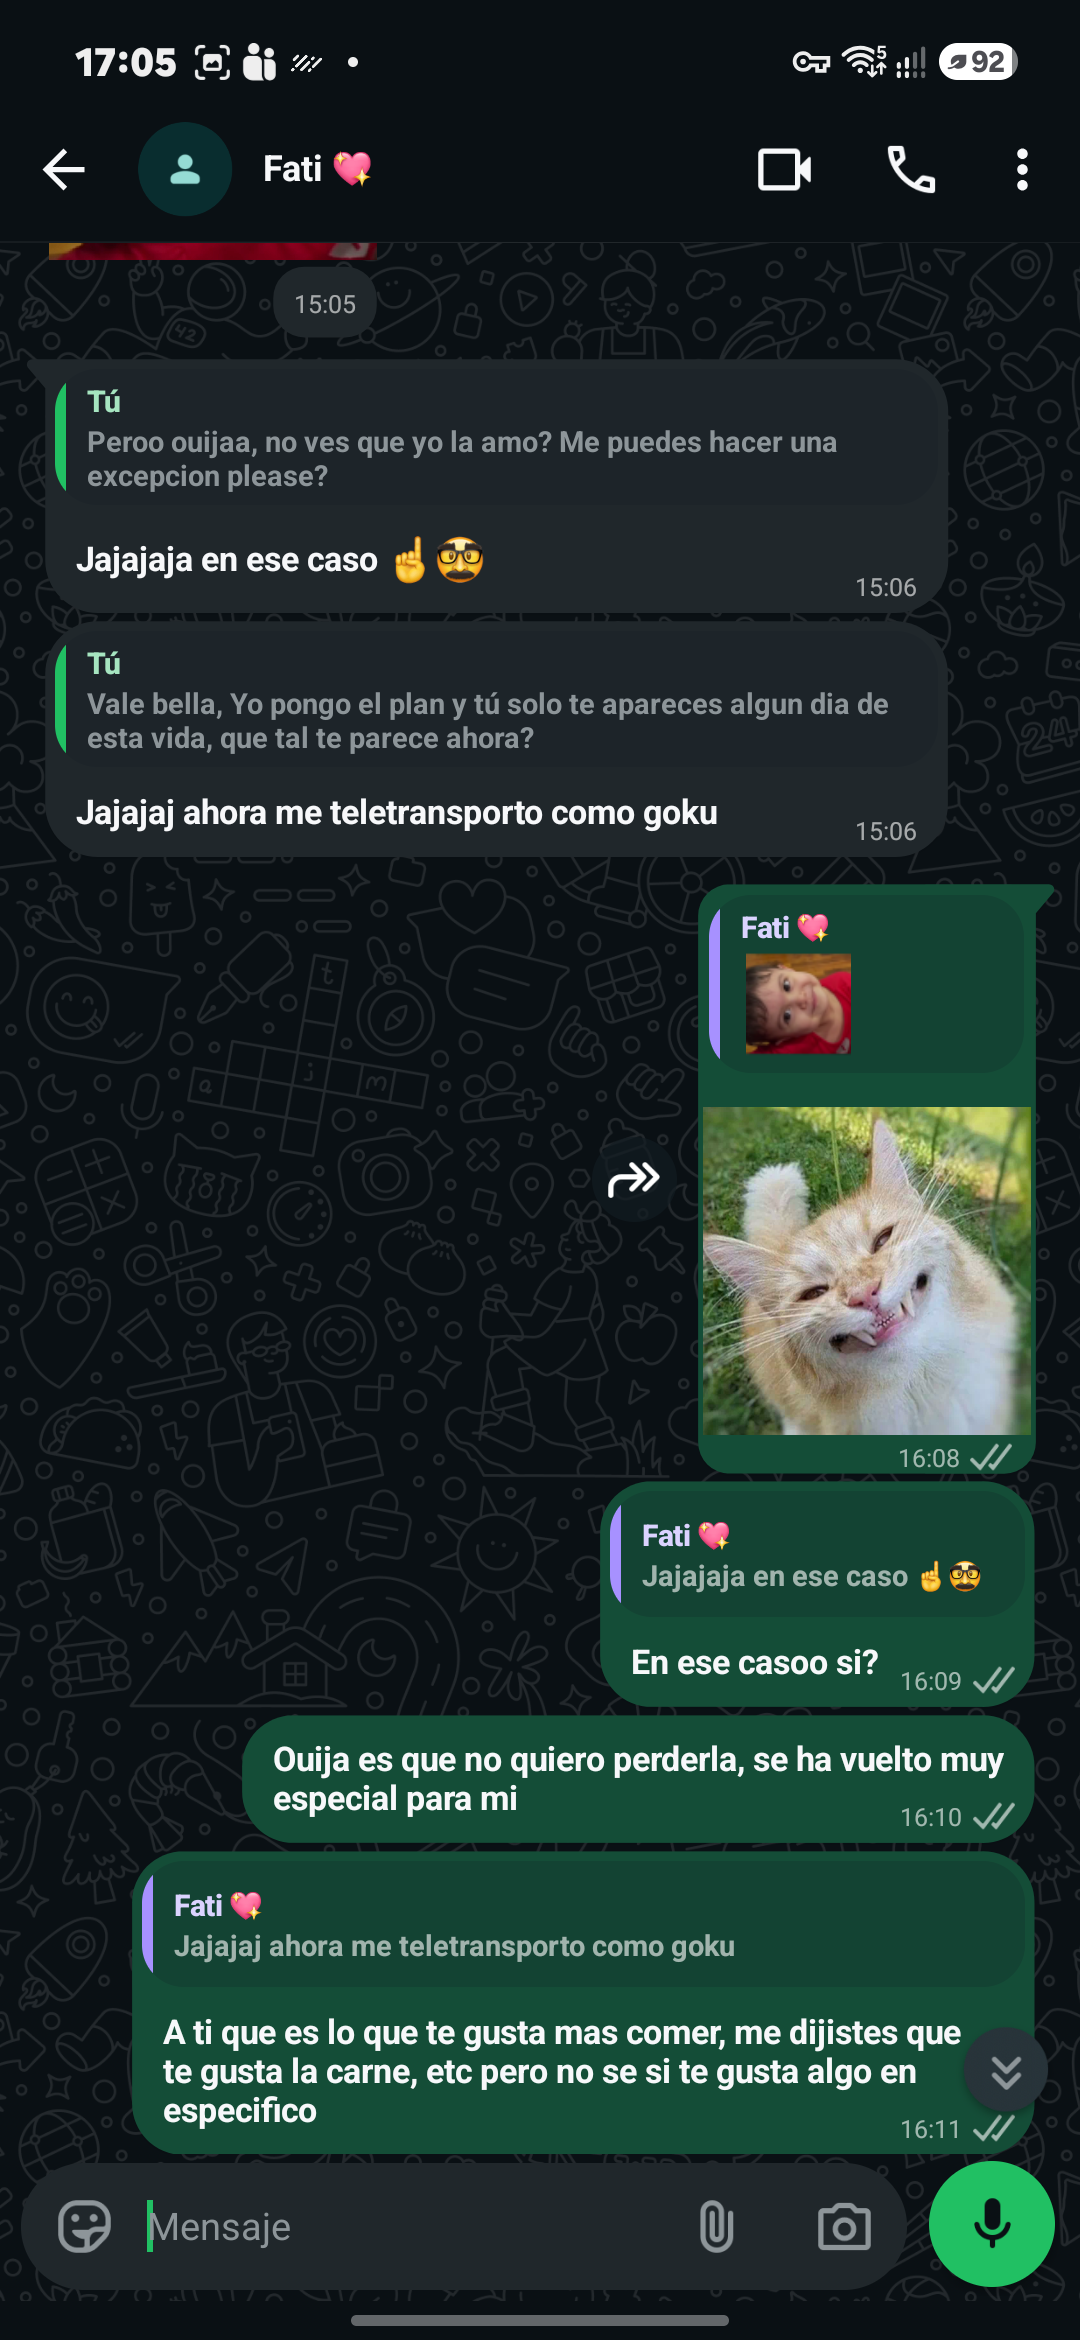 17:05
5
92
Fati 💖
15:05
Tú
Peroo ouijaa, no ves que yo la amo? Me puedes hacer una
excepcion please?
Jajajaja en ese caso ☝️🥸
15:06
Tú
Vale bella, Yo pongo el plan y tú solo te apareces algun dia de
esta vida, que tal te parece ahora?
Jajajaj ahora me teletransporto como goku
15:06
Fati 💖
16:08
Fati 💖
Jajajaja en ese caso ☝️🥸
En ese casoo si?
16:09
Ouija es que no quiero perderla, se ha vuelto muy
especial para mi
16:10
Fati 💖
Jajajaj ahora me teletransporto como goku
A ti que es lo que te gusta mas comer, me dijistes que
te gusta la carne, etc pero no se si te gusta algo en
especifico
16:11
Mensaje